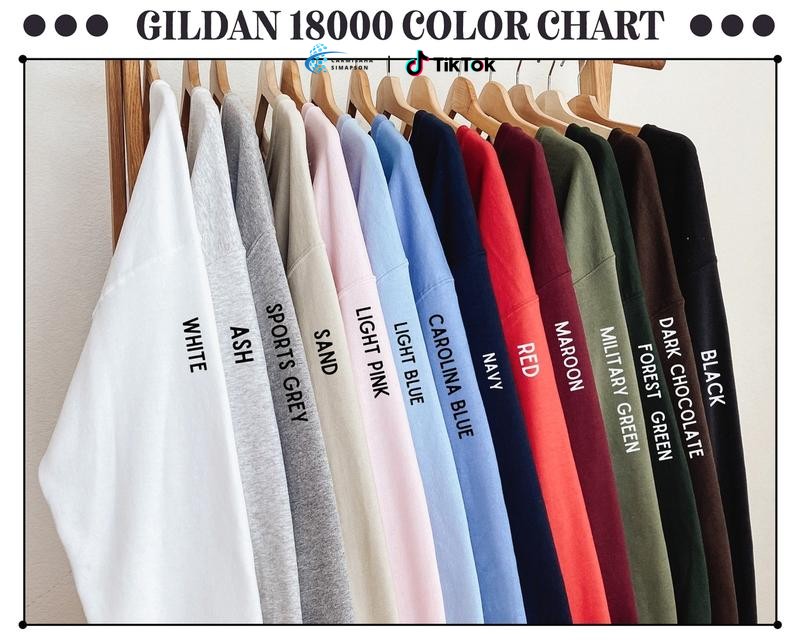 GILDAN 18000 COLOR CHART
SIMAPSON
TikTok
WHITE
ASH
SPORTS GREY
SAND
LIGHT PINK
LIGHT BLUE
CAROLINA BLUE
NAVY
RED
MAROON
MILITARY GREEN
FOREST GREEN
DARK CHOCOLATE
BLACK